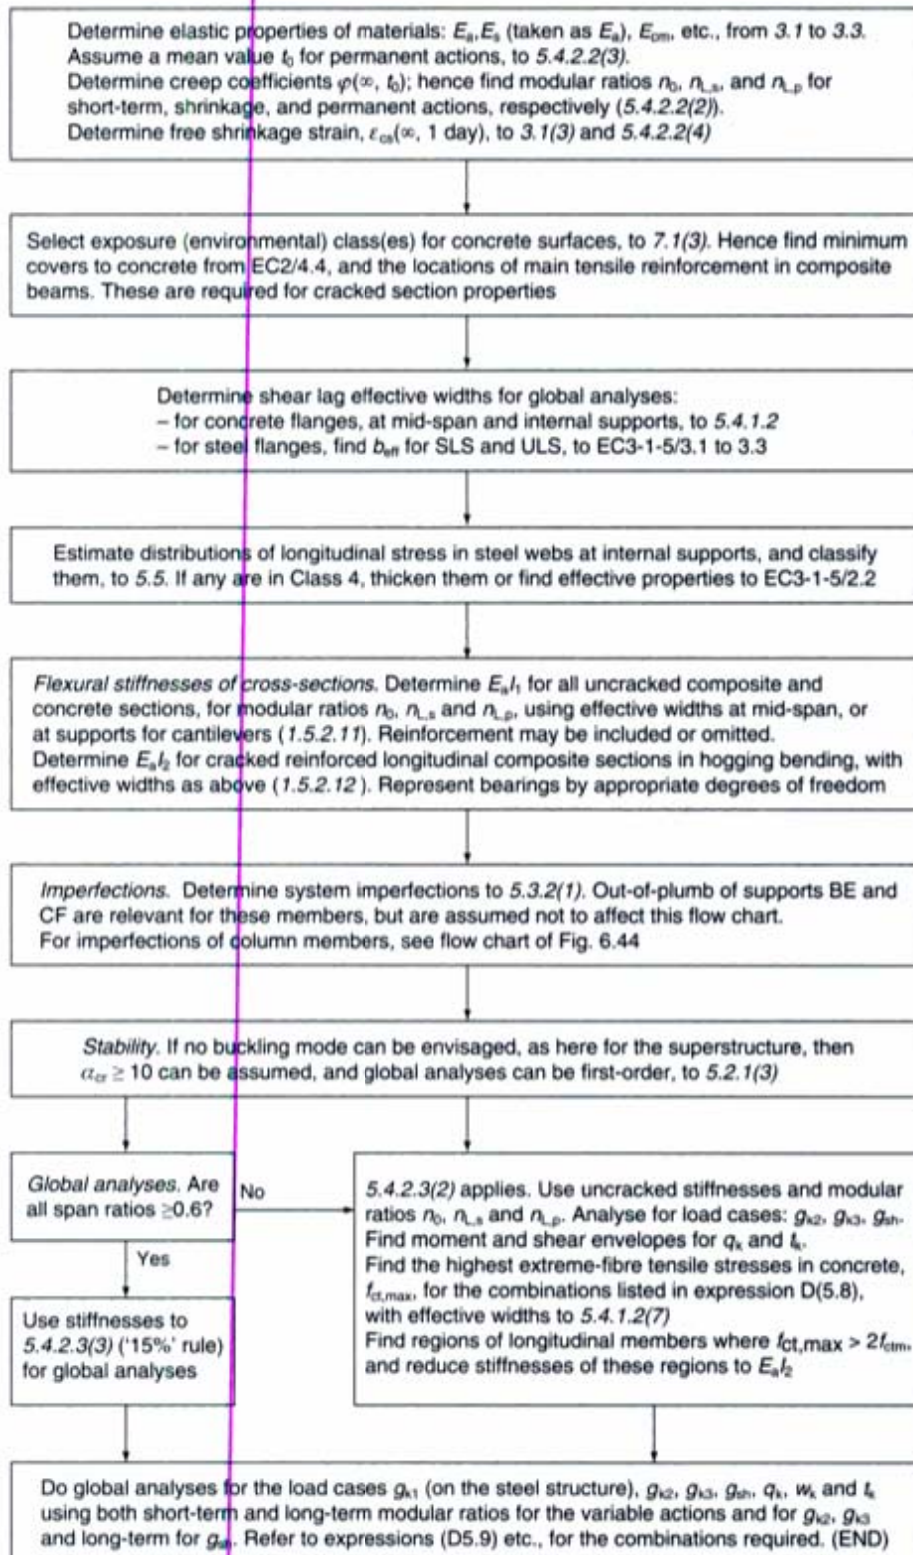 Determine elastic properties of materials: Eₐ,Eₛ (taken as Eₐ), E_cm, etc., from 3.1 to 3.3.
Assume a mean value t₀ for permanent actions, to 5.4.2.2(3).
Determine creep coefficients φ(∞, t₀); hence find modular ratios n₀, n_L,s, and n_L,p for
short-term, shrinkage, and permanent actions, respectively (5.4.2.2(2)).
Determine free shrinkage strain, ε_cs(∞, 1 day), to 3.1(3) and 5.4.2.2(4)
Select exposure (environmental) class(es) for concrete surfaces, to 7.1(3). Hence find minimum
covers to concrete from EC2/4.4, and the locations of main tensile reinforcement in composite
beams. These are required for cracked section properties
Determine shear lag effective widths for global analyses:
– for concrete flanges, at mid-span and internal supports, to 5.4.1.2
– for steel flanges, find b_eff for SLS and ULS, to EC3-1-5/3.1 to 3.3
Estimate distributions of longitudinal stress in steel webs at internal supports, and classify
them, to 5.5. If any are in Class 4, thicken them or find effective properties to EC3-1-5/2.2
Flexural stiffnesses of cross-sections. Determine EₐI₁ for all uncracked composite and
concrete sections, for modular ratios n₀, n_L,s and n_L,p, using effective widths at mid-span, or
at supports for cantilevers (1.5.2.11). Reinforcement may be included or omitted.
Determine EₐI₂ for cracked reinforced longitudinal composite sections in hogging bending, with
effective widths as above (1.5.2.12). Represent bearings by appropriate degrees of freedom
Imperfections. Determine system imperfections to 5.3.2(1). Out-of-plumb of supports BE and
CF are relevant for these members, but are assumed not to affect this flow chart.
For imperfections of column members, see flow chart of Fig. 6.44
Stability. If no buckling mode can be envisaged, as here for the superstructure, then
α_cr ≥ 10 can be assumed, and global analyses can be first-order, to 5.2.1(3)
Global analyses. Are
all span ratios ≥0.6?
No
Yes
Use stiffnesses to
5.4.2.3(3) ('15%' rule)
for global analyses
5.4.2.3(2) applies. Use uncracked stiffnesses and modular
ratios n₀, n_L,s and n_L,p. Analyse for load cases: g_k2, g_k3, g_sh.
Find moment and shear envelopes for q_k and t_k.
Find the highest extreme-fibre tensile stresses in concrete,
f_ct,max, for the combinations listed in expression D(5.8),
with effective widths to 5.4.1.2(7)
Find regions of longitudinal members where fct,max > 2f_ctm,
and reduce stiffnesses of these regions to EₐI₂
Do global analyses for the load cases g_k1 (on the steel structure), g_k2, g_k3, g_sh, q_k, w_k and t_k
using both short-term and long-term modular ratios for the variable actions and for g_k2, g_k3
and long-term for g_sh. Refer to expressions (D5.9) etc., for the combinations required. (END)